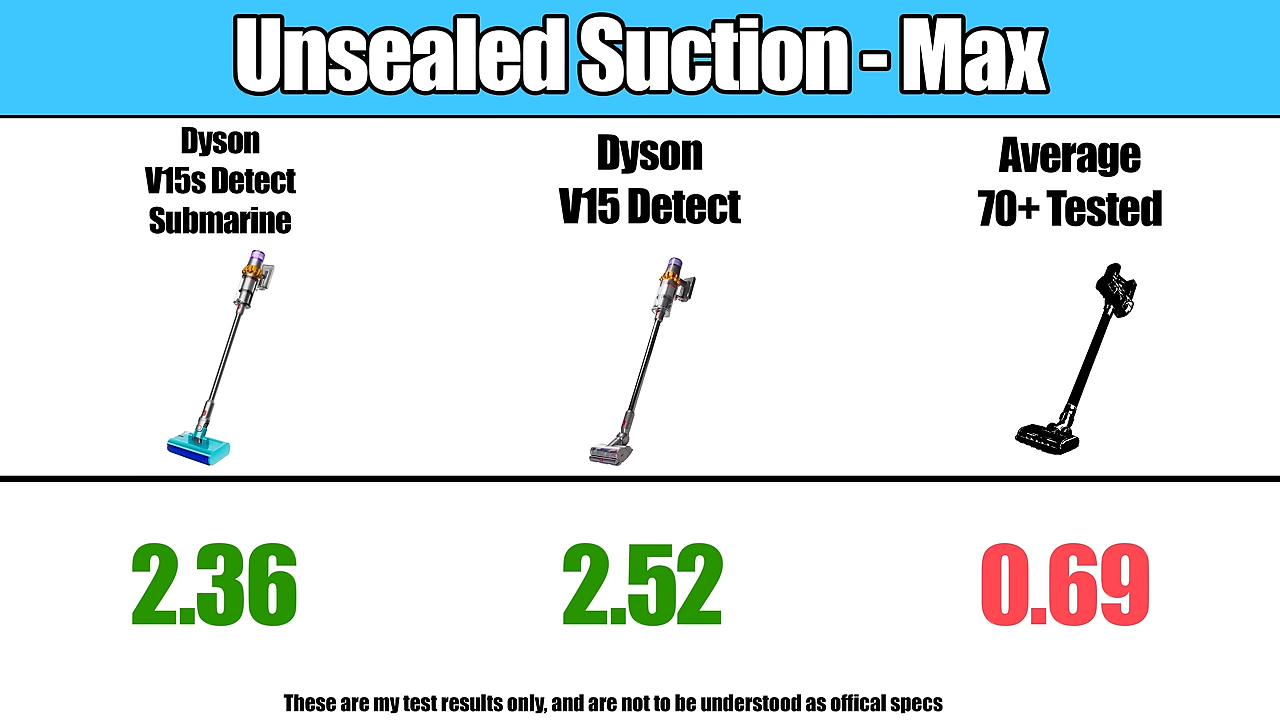 Unsealed Suction - Max
Dyson
V15s Detect
Submarine
Dyson
V15 Detect
Average
70+ Tested
2.36
2.52
0.69
These are my test results only, and are not to be understood as offical specs